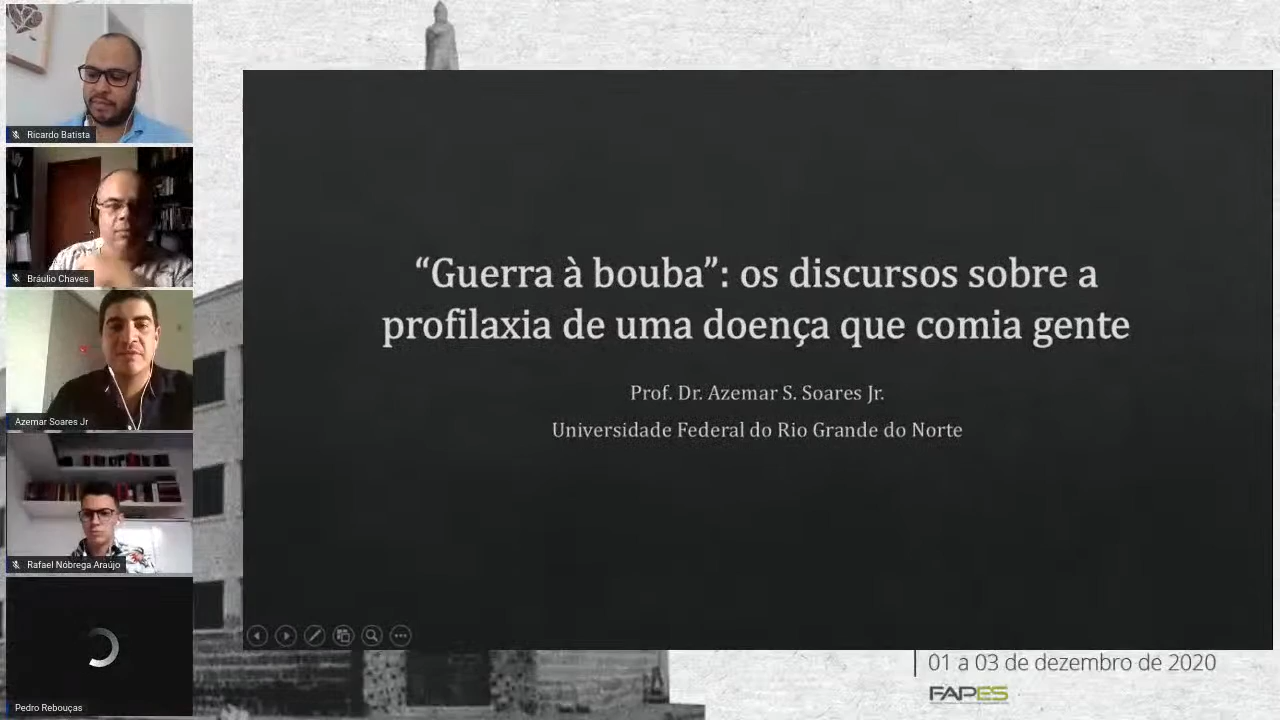 Ricardo Batista
Bráulio Chaves
Azemar Soares Jr
Rafael Nóbrega Araújo
Pedro Rebouças
“Guerra à bouba”: os discursos sobre a
profilaxia de uma doença que comia gente
Prof. Dr. Azemar S. Soares Jr.
Universidade Federal do Rio Grande do Norte
01 a 03 de dezembro de 2020
FAPES